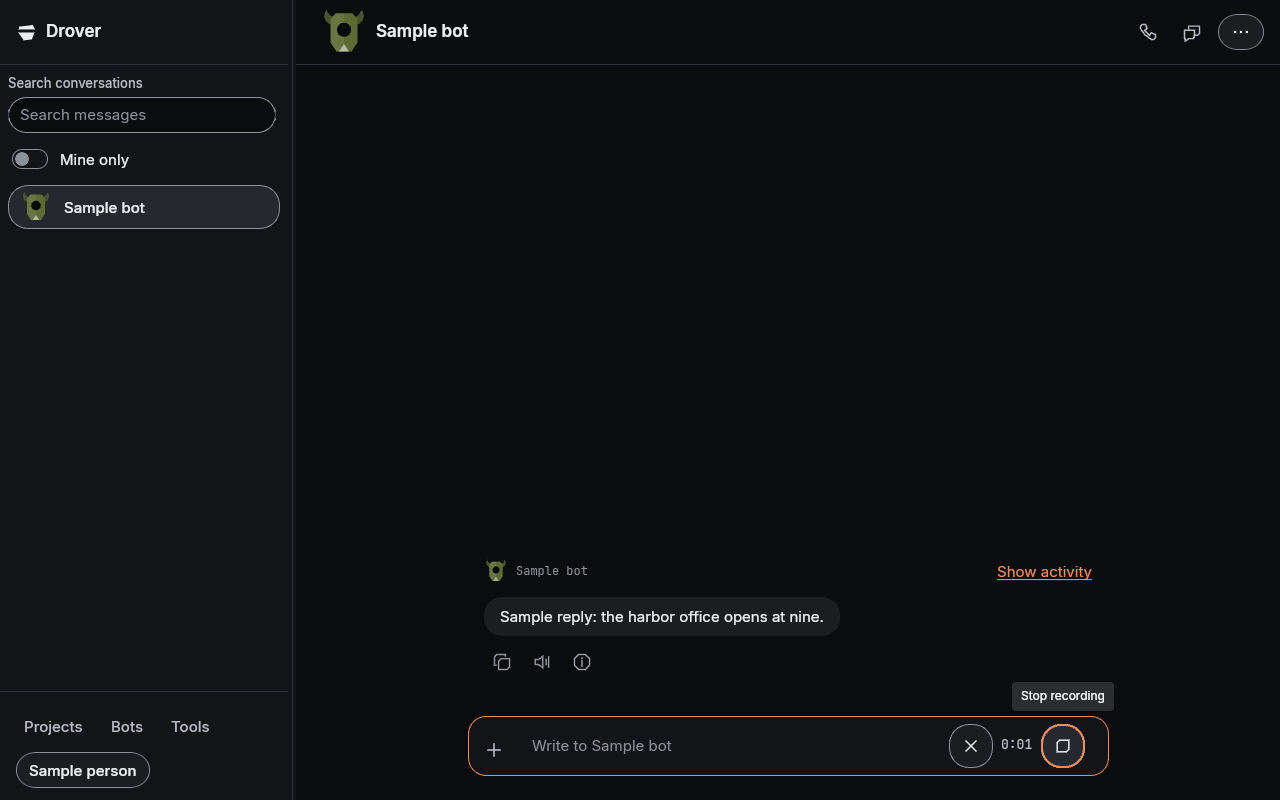 Drover
Sample bot
Search conversations
Search messages
Mine only
Sample bot
Sample bot
Show activity
Sample reply: the harbor office opens at nine.
Stop recording
Write to Sample bot
0:01
Projects
Bots
Tools
Sample person